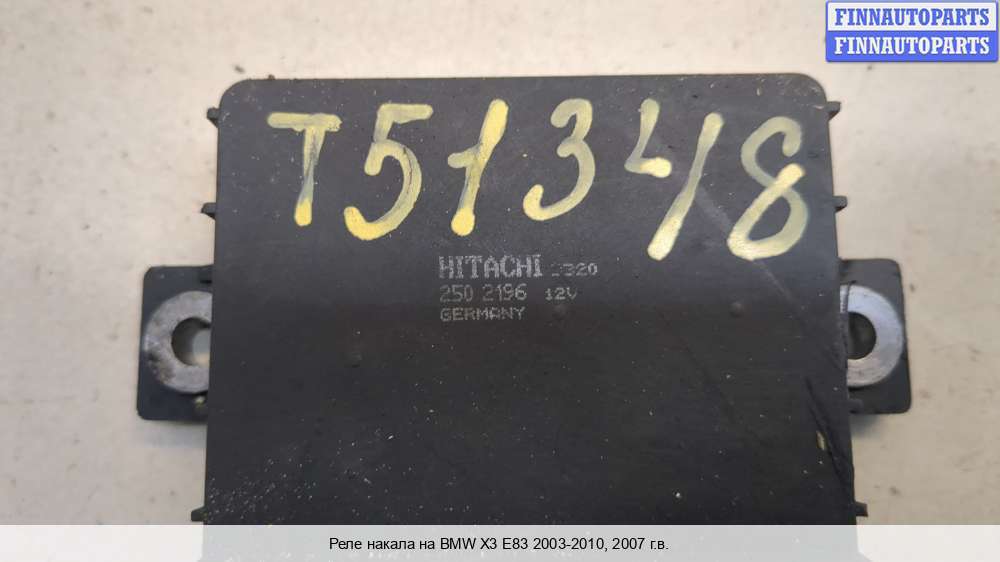 FINNAUTOPARTS
FINNAUTOPARTS
T51348
HITACHI
250 2196 12V
GERMANY
Реле накала на BMW X3 E83 2003-2010, 2007 г.в.